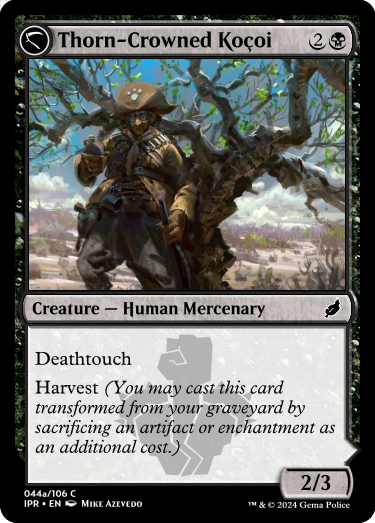 Thorn-Crowned Koçoi 2
Creature — Human Mercenary
Deathtouch
Harvest (You may cast this card
transformed from your graveyard by
sacrificing an artifact or enchantment as
an additional cost.)
2/3
044a/106 C
IPR • EN Mike Azevedo
™ & © 2024 Gema Police